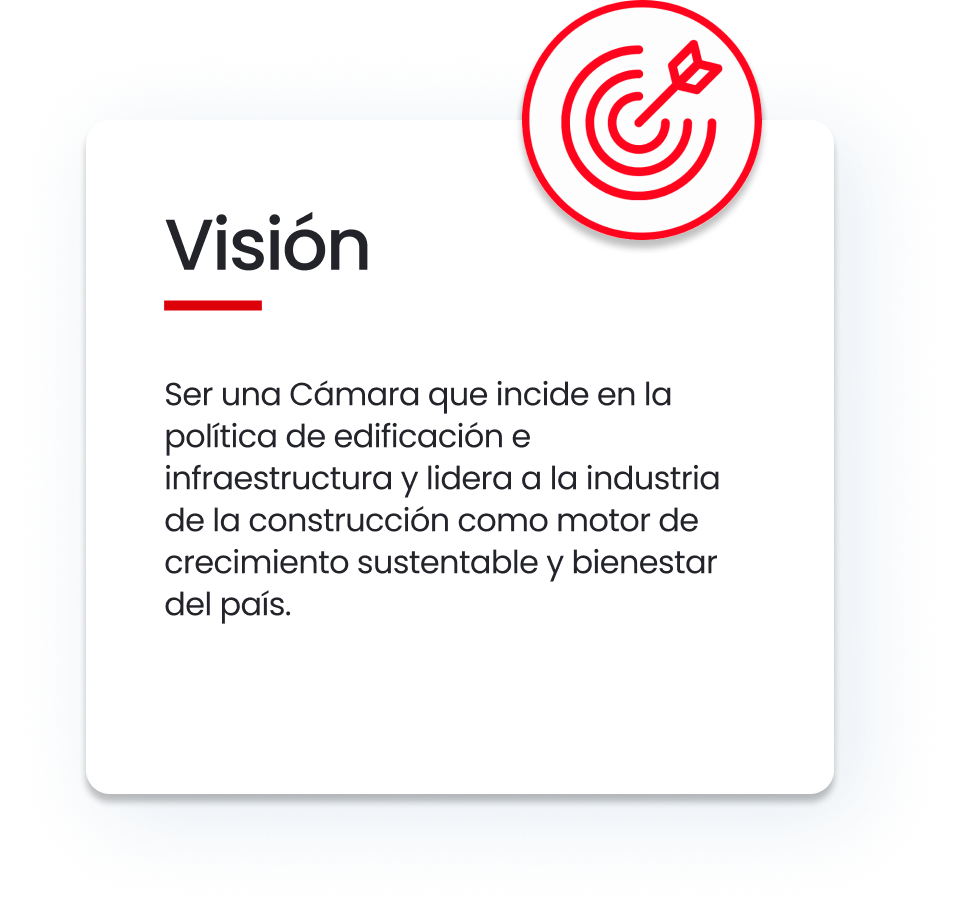 Visión
Ser una Cámara que incide en la
política de edificación e
infraestructura y lidera a la industria
de la construcción como motor de
crecimiento sustentable y bienestar
del país.